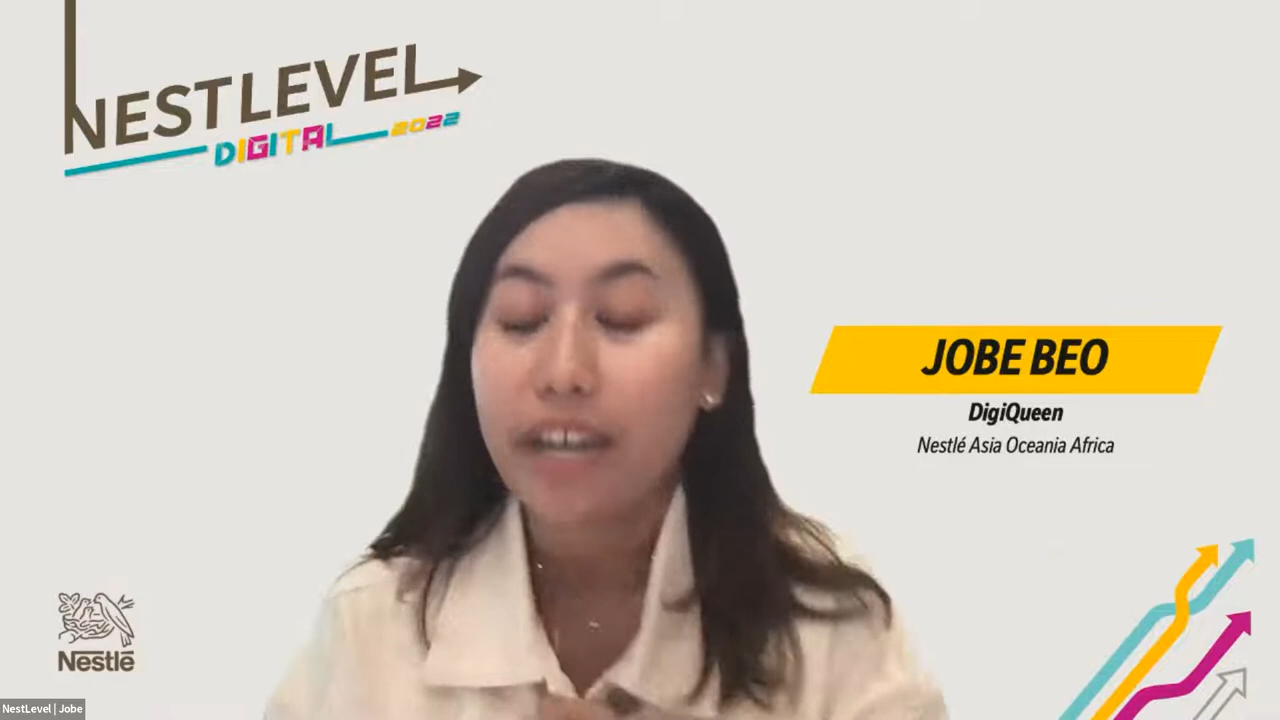 NESTLEVEL
DIGITAL 2022
JOBE BEO
DigiQueen
Nestlé Asia Oceania Africa
Nestlé
NestLevel | Jobe